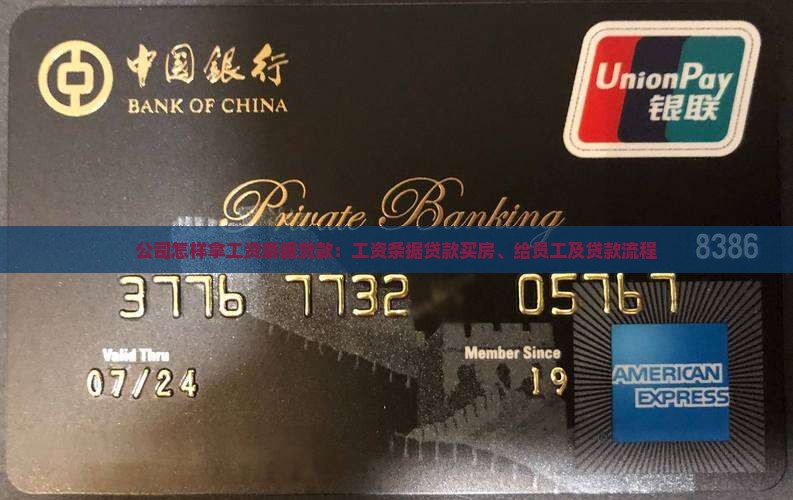 中国银行
BANK OF CHINA
UnionPay
银联
Private Banking
公司怎样拿工资条据贷款：工资条据贷款买房、给员工及贷款流程
8386
3776 7732 05767
Valid Thru
Member Since
07/24
19
AMERICAN
EXPRESS